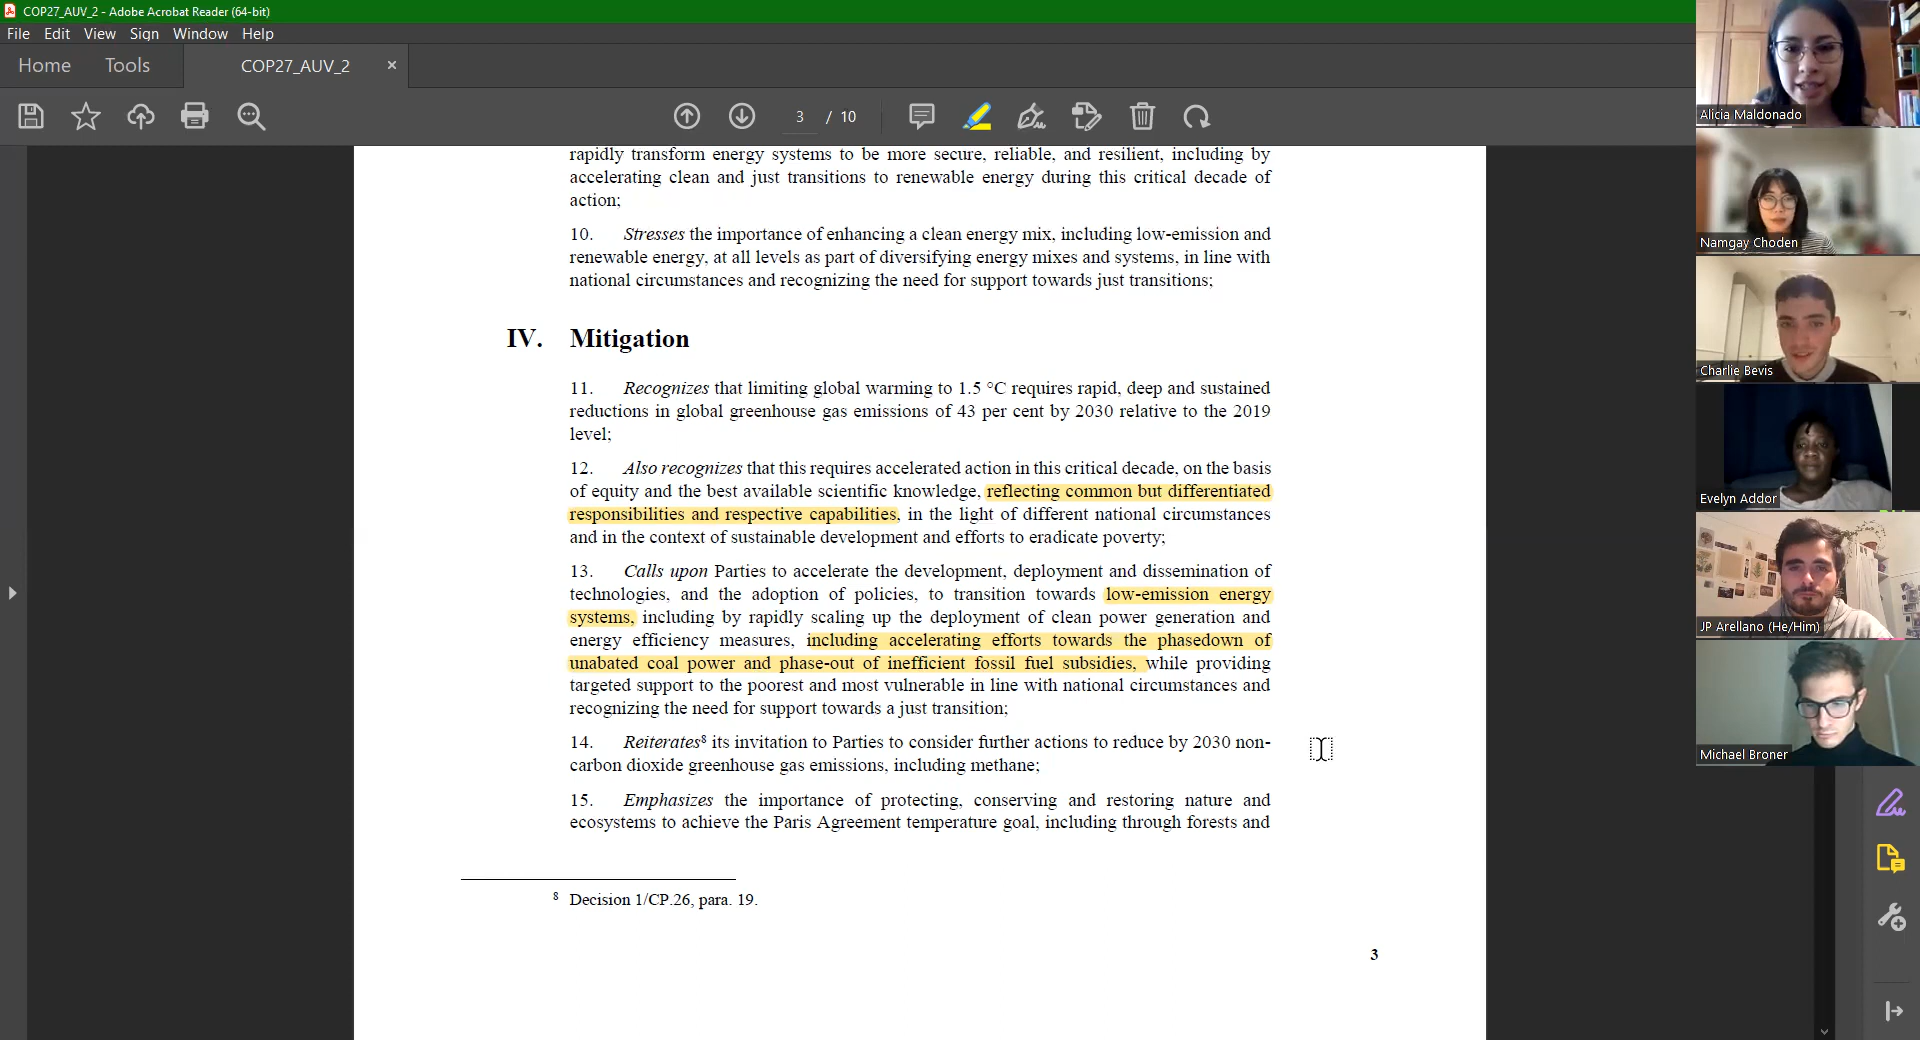 COP27_AUV_2 - Adobe Acrobat Reader (64-bit)
File Edit View Sign Window Help
Home Tools COP27_AUV_2 ×
3 / 10
rapidly transform energy systems to be more secure, reliable, and resilient, including by
accelerating clean and just transitions to renewable energy during this critical decade of
action;
10. Stresses the importance of enhancing a clean energy mix, including low-emission and
renewable energy, at all levels as part of diversifying energy mixes and systems, in line with
national circumstances and recognizing the need for support towards just transitions;
IV. Mitigation
11. Recognizes that limiting global warming to 1.5 °C requires rapid, deep and sustained
reductions in global greenhouse gas emissions of 43 per cent by 2030 relative to the 2019
level;
12. Also recognizes that this requires accelerated action in this critical decade, on the basis
of equity and the best available scientific knowledge, reflecting common but differentiated
responsibilities and respective capabilities, in the light of different national circumstances
and in the context of sustainable development and efforts to eradicate poverty;
13. Calls upon Parties to accelerate the development, deployment and dissemination of
technologies, and the adoption of policies, to transition towards low-emission energy
systems, including by rapidly scaling up the deployment of clean power generation and
energy efficiency measures, including accelerating efforts towards the phasedown of
unabated coal power and phase-out of inefficient fossil fuel subsidies, while providing
targeted support to the poorest and most vulnerable in line with national circumstances and
recognizing the need for support towards a just transition;
14. Reiterates⁸ its invitation to Parties to consider further actions to reduce by 2030 non-
carbon dioxide greenhouse gas emissions, including methane;
15. Emphasizes the importance of protecting, conserving and restoring nature and
ecosystems to achieve the Paris Agreement temperature goal, including through forests and
⁸ Decision 1/CP.26, para. 19.
3
Alicia Maldonado
Namgay Choden
Charlie Bevis
Evelyn Addor
JP Arellano (He/Him)
Michael Broner